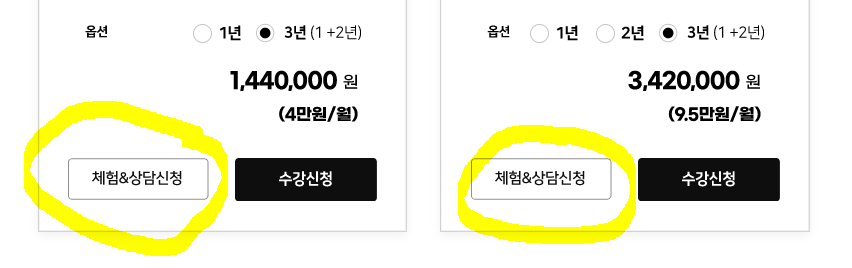 옵션 1년 3년 (1 +2년)
1,440,000 원
(4만원/월)
체험&상담신청 수강신청
옵션 1년 2년 3년 (1 +2년)
3,420,000 원
(9.5만원/월)
체험&상담신청 수강신청